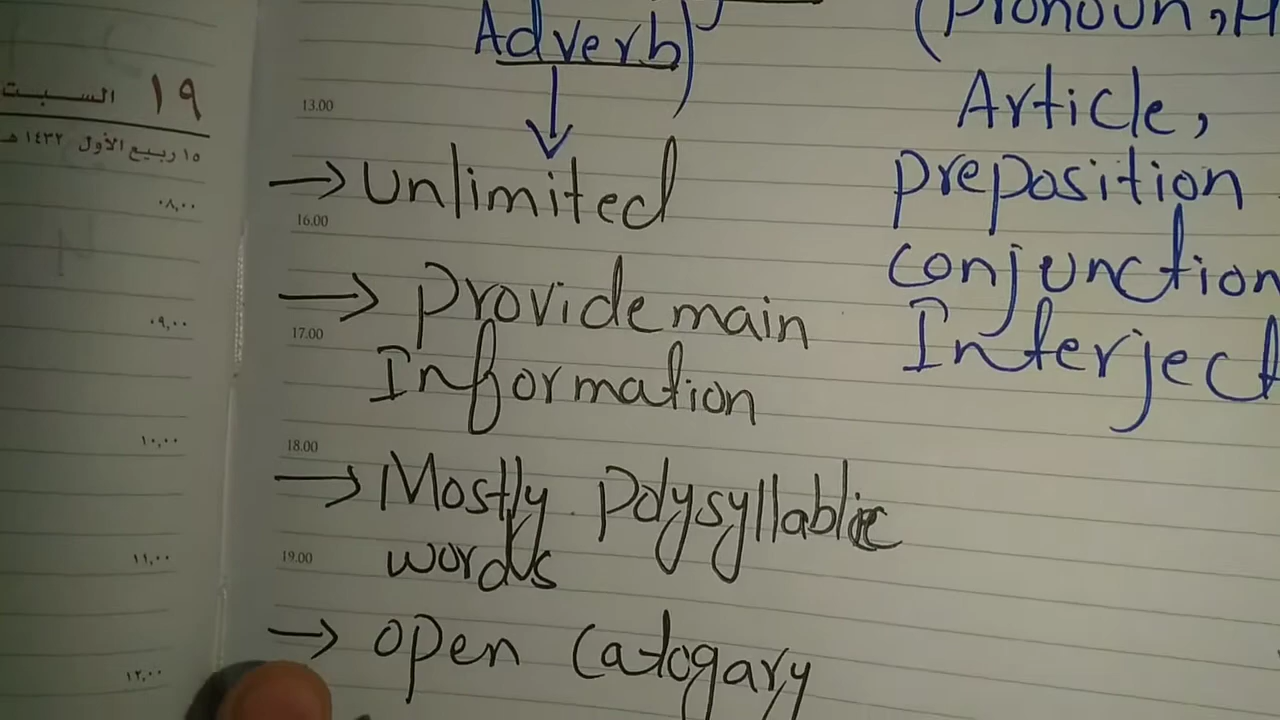 ١٩ السبت
١٥ ربيع الأول ١٤٣٢ هـ
٠٨,٠٠
٠٩,٠٠
١٠,٠٠
١١,٠٠
١٢,٠٠
Adverb)
13.00
→ Unlimited
16.00
→ Provide main
17.00
Information
18.00
→ Mostly polysyllablic
19.00
words
→ open Catogary
(Pronoun, H
Article,
preposition
conjunction
Interject